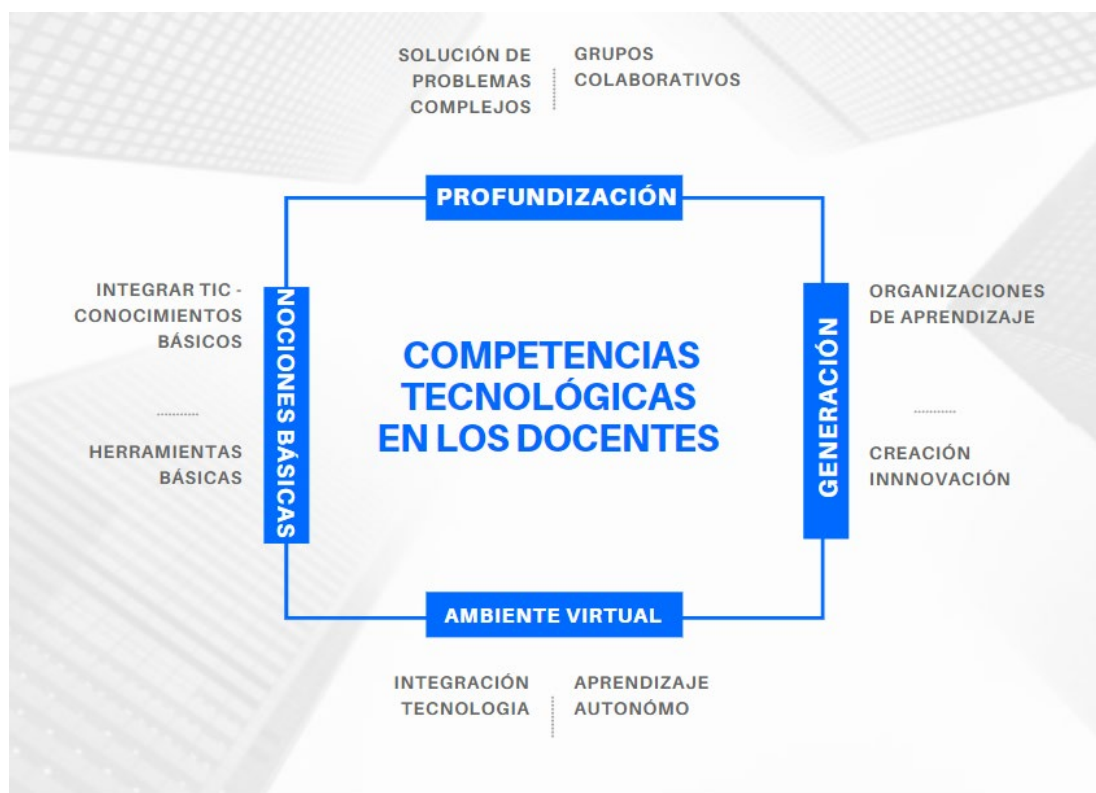 SOLUCIÓN DE
PROBLEMAS
COMPLEJOS
GRUPOS
COLABORATIVOS
PROFUNDIZACIÓN
INTEGRAR TIC -
CONOCIMIENTOS
BÁSICOS
HERRAMIENTAS
BÁSICAS
NOCIONES BÁSICAS
COMPETENCIAS
TECNOLÓGICAS
EN LOS DOCENTES
GENERACIÓN
ORGANIZACIONES
DE APRENDIZAJE
CREACIÓN
INNNOVACIÓN
AMBIENTE VIRTUAL
INTEGRACIÓN
TECNOLOGIA
APRENDIZAJE
AUTONÓMO